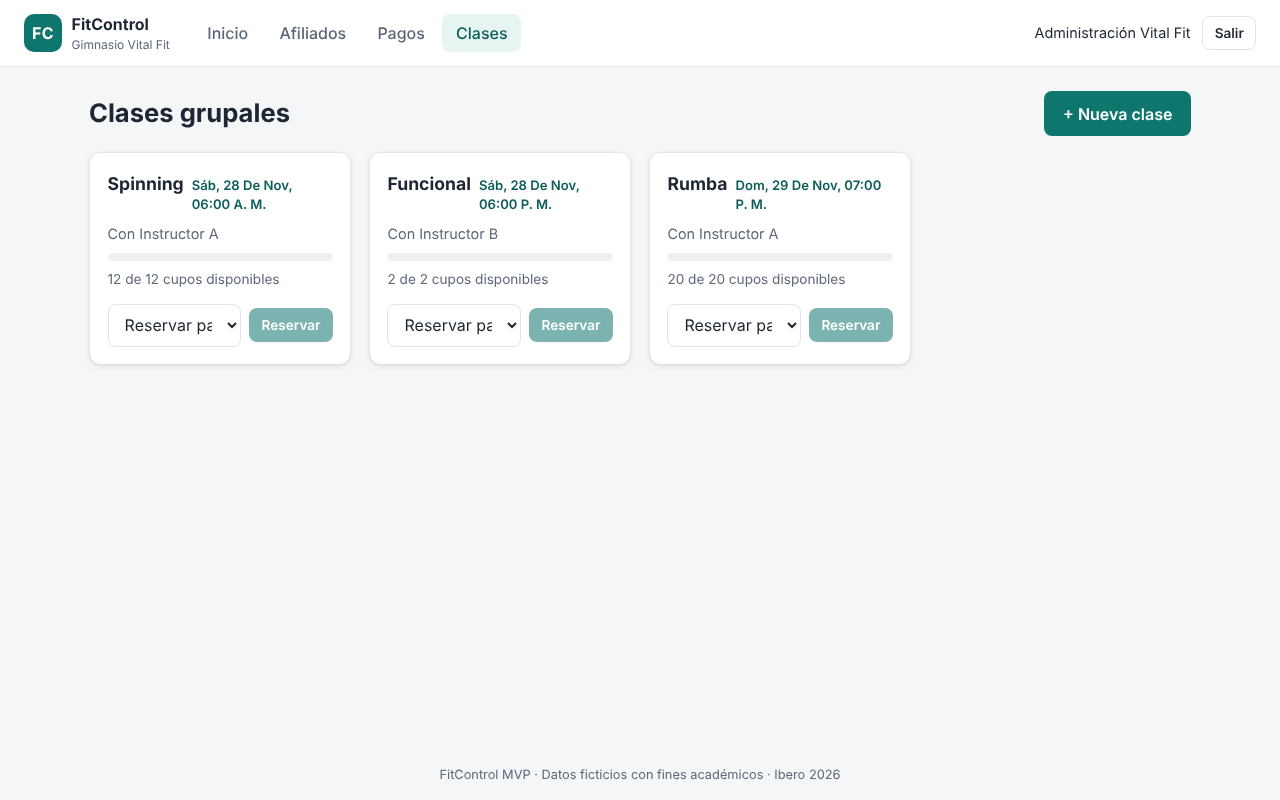 FC
FitControl
Gimnasio Vital Fit
Inicio
Afiliados
Pagos
Clases
Administración Vital Fit
Salir
Clases grupales
+ Nueva clase
Spinning
Sáb, 28 De Nov,
06:00 A. M.
Con Instructor A
12 de 12 cupos disponibles
Reservar pa
Reservar
Funcional
Sáb, 28 De Nov,
06:00 P. M.
Con Instructor B
2 de 2 cupos disponibles
Reservar pa
Reservar
Rumba
Dom, 29 De Nov, 07:00
P. M.
Con Instructor A
20 de 20 cupos disponibles
Reservar pa
Reservar
FitControl MVP · Datos ficticios con fines académicos · Ibero 2026